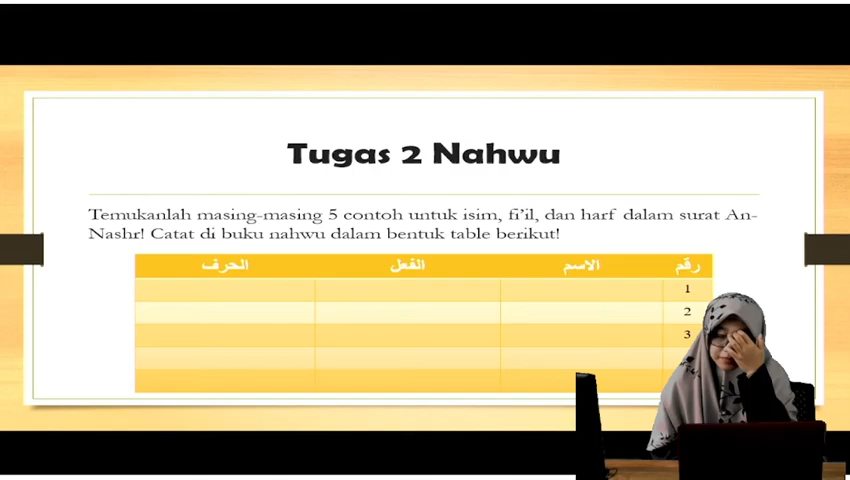 Tugas 2 Nahwu
Temukanlah masing-masing 5 contoh untuk isim, fi'il, dan harf dalam surat An-
Nashr! Catat di buku nahwu dalam bentuk table berikut!
رقم الاسم الفعل الحرف
1
2
3